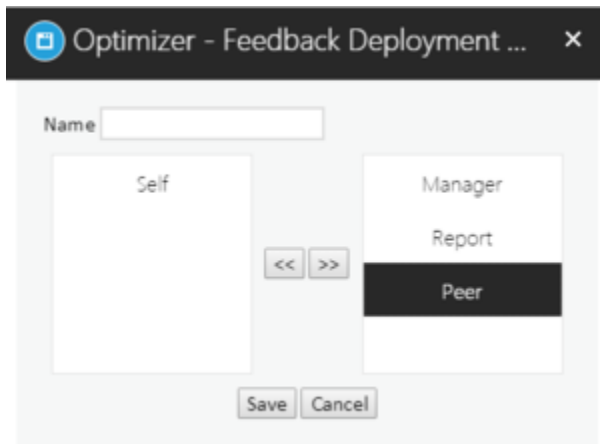 Optimizer - Feedback Deployment ... ×
Name
Self
Manager
Report
<< >>
Peer
Save Cancel